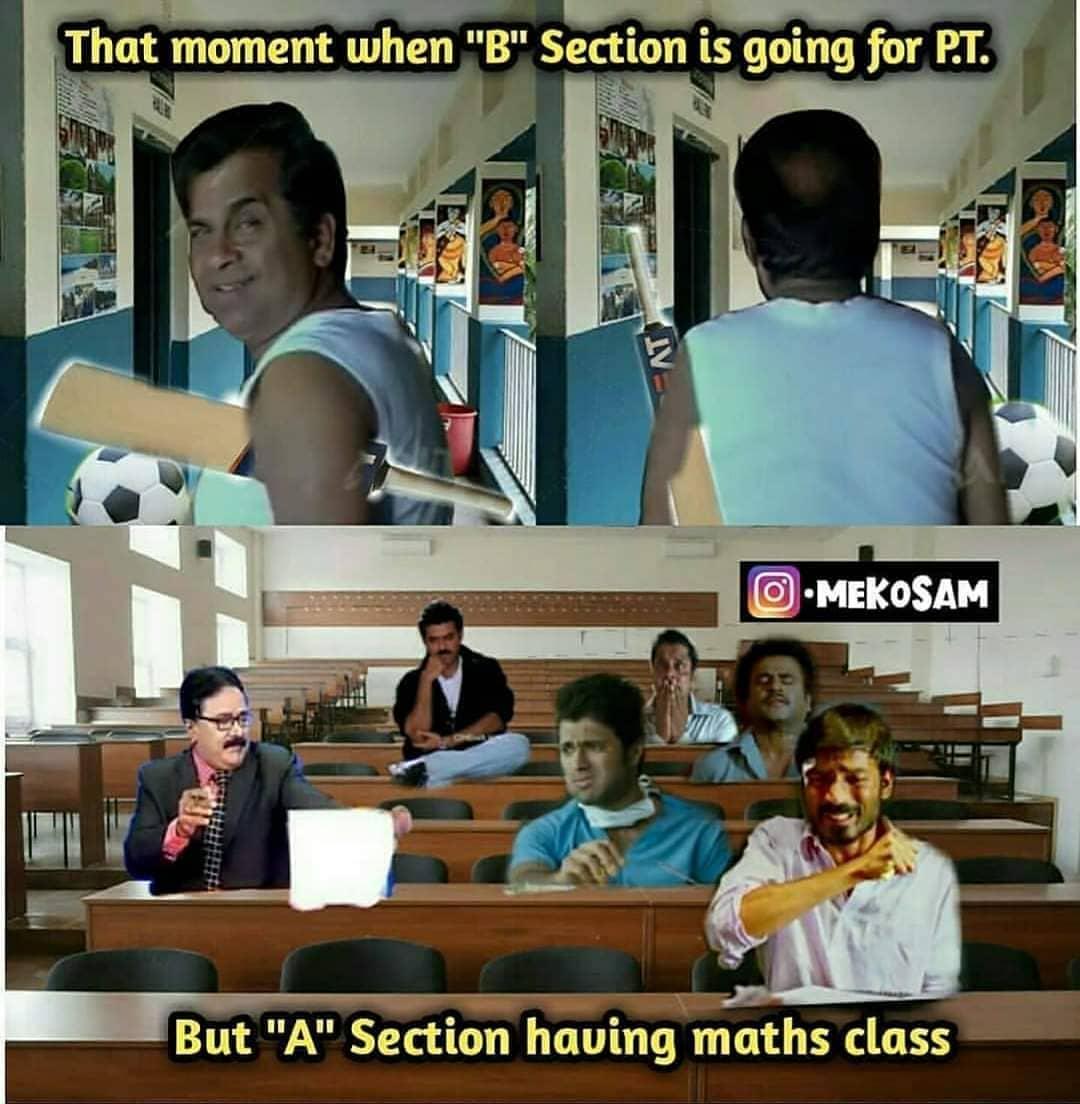 That moment when "B" Section is going for P.T.
•MEKOSAM
But "A" Section having maths class